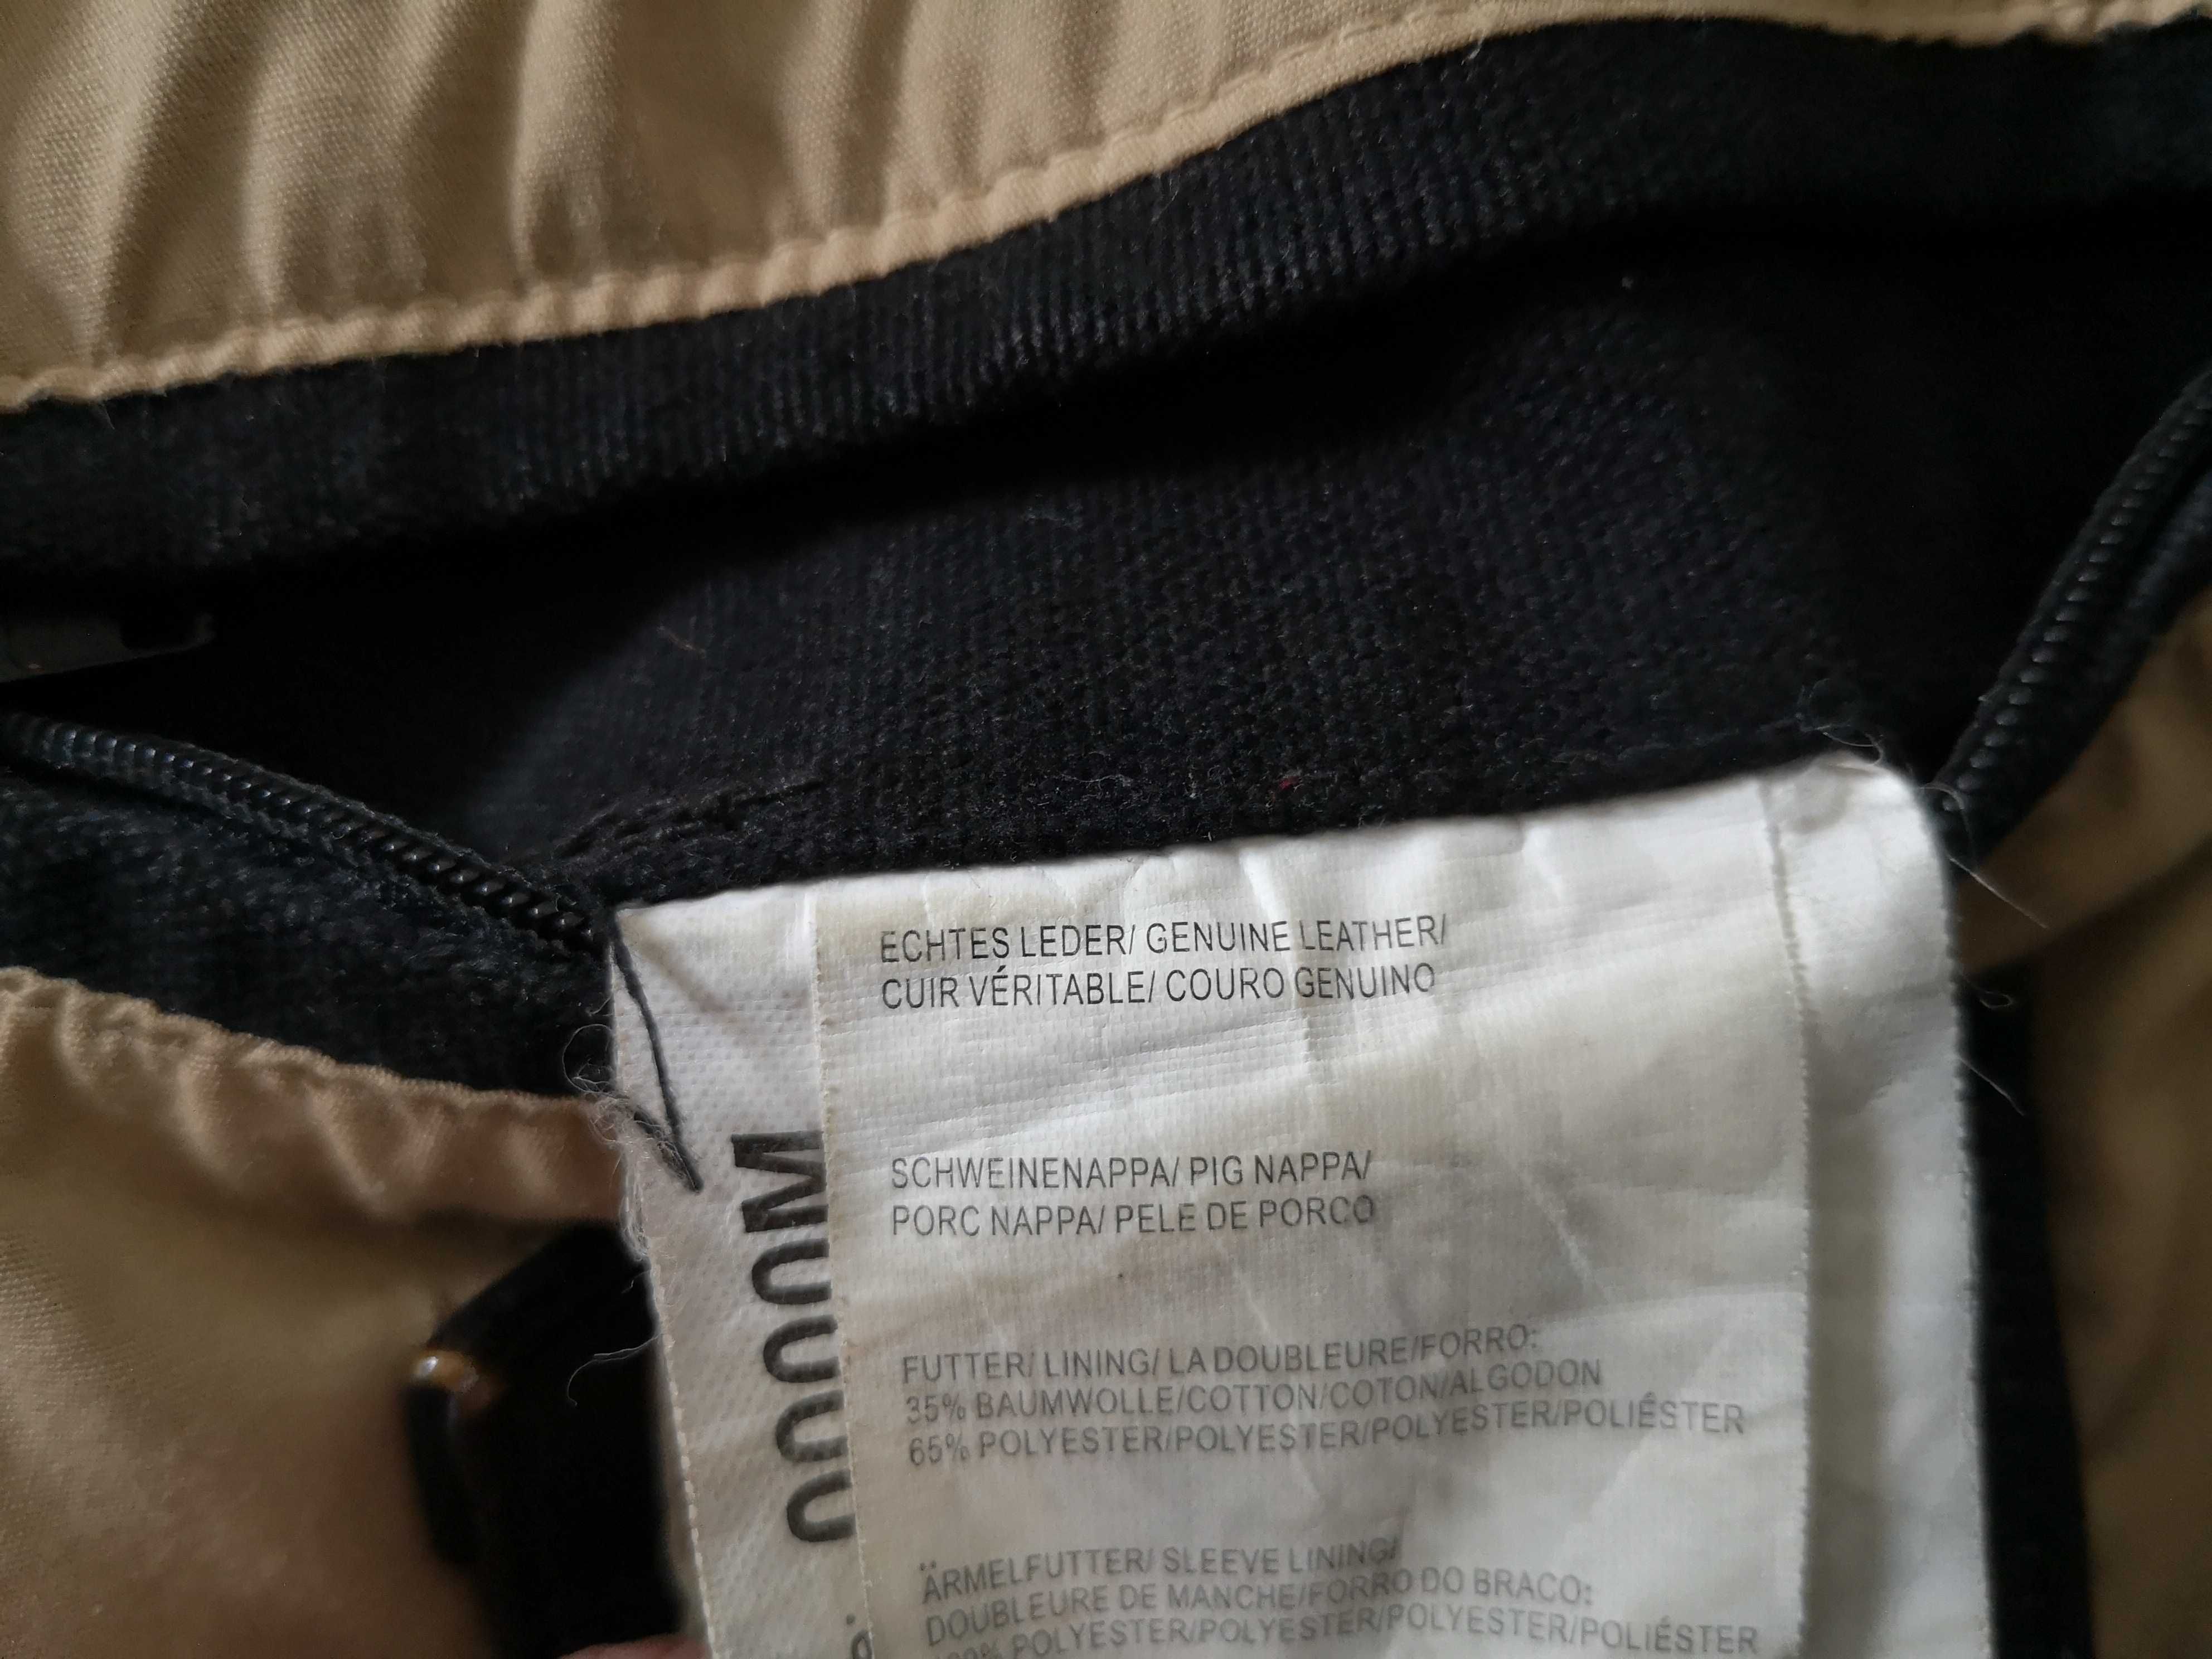 ECHTES LEDER/ GENUINE LEATHER/
CUIR VÉRITABLE/ COURO GENUINO
SCHWEINENAPPA/ PIG NAPPA/
PORC NAPPA/ PELE DE PORCO
FUTTER/ LINING/ LA DOUBLEURE/FORRO:
35% BAUMWOLLE/COTTON/COTON/ALGODON
65% POLYESTER/POLYESTER/POLYESTER/POLIÉSTER
ÄRMELFUTTER/ SLEEVE LINING/
DOUBLEURE DE MANCHE/FORRO DO BRACO:
POLYESTER/POLYESTER/POLYESTER/POLIÉSTER